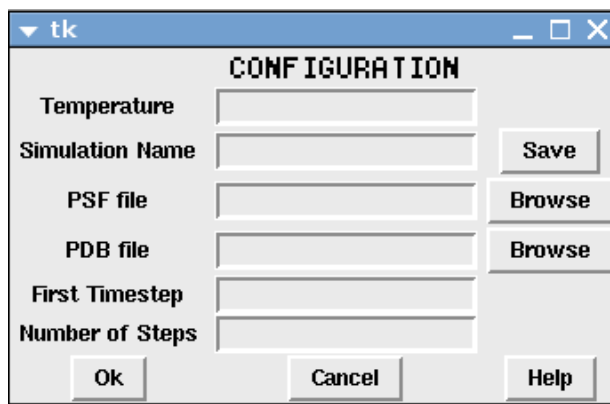 tk
CONFIGURATION
Temperature
Simulation Name Save
PSF file Browse
PDB file Browse
First Timestep
Number of Steps
Ok Cancel Help